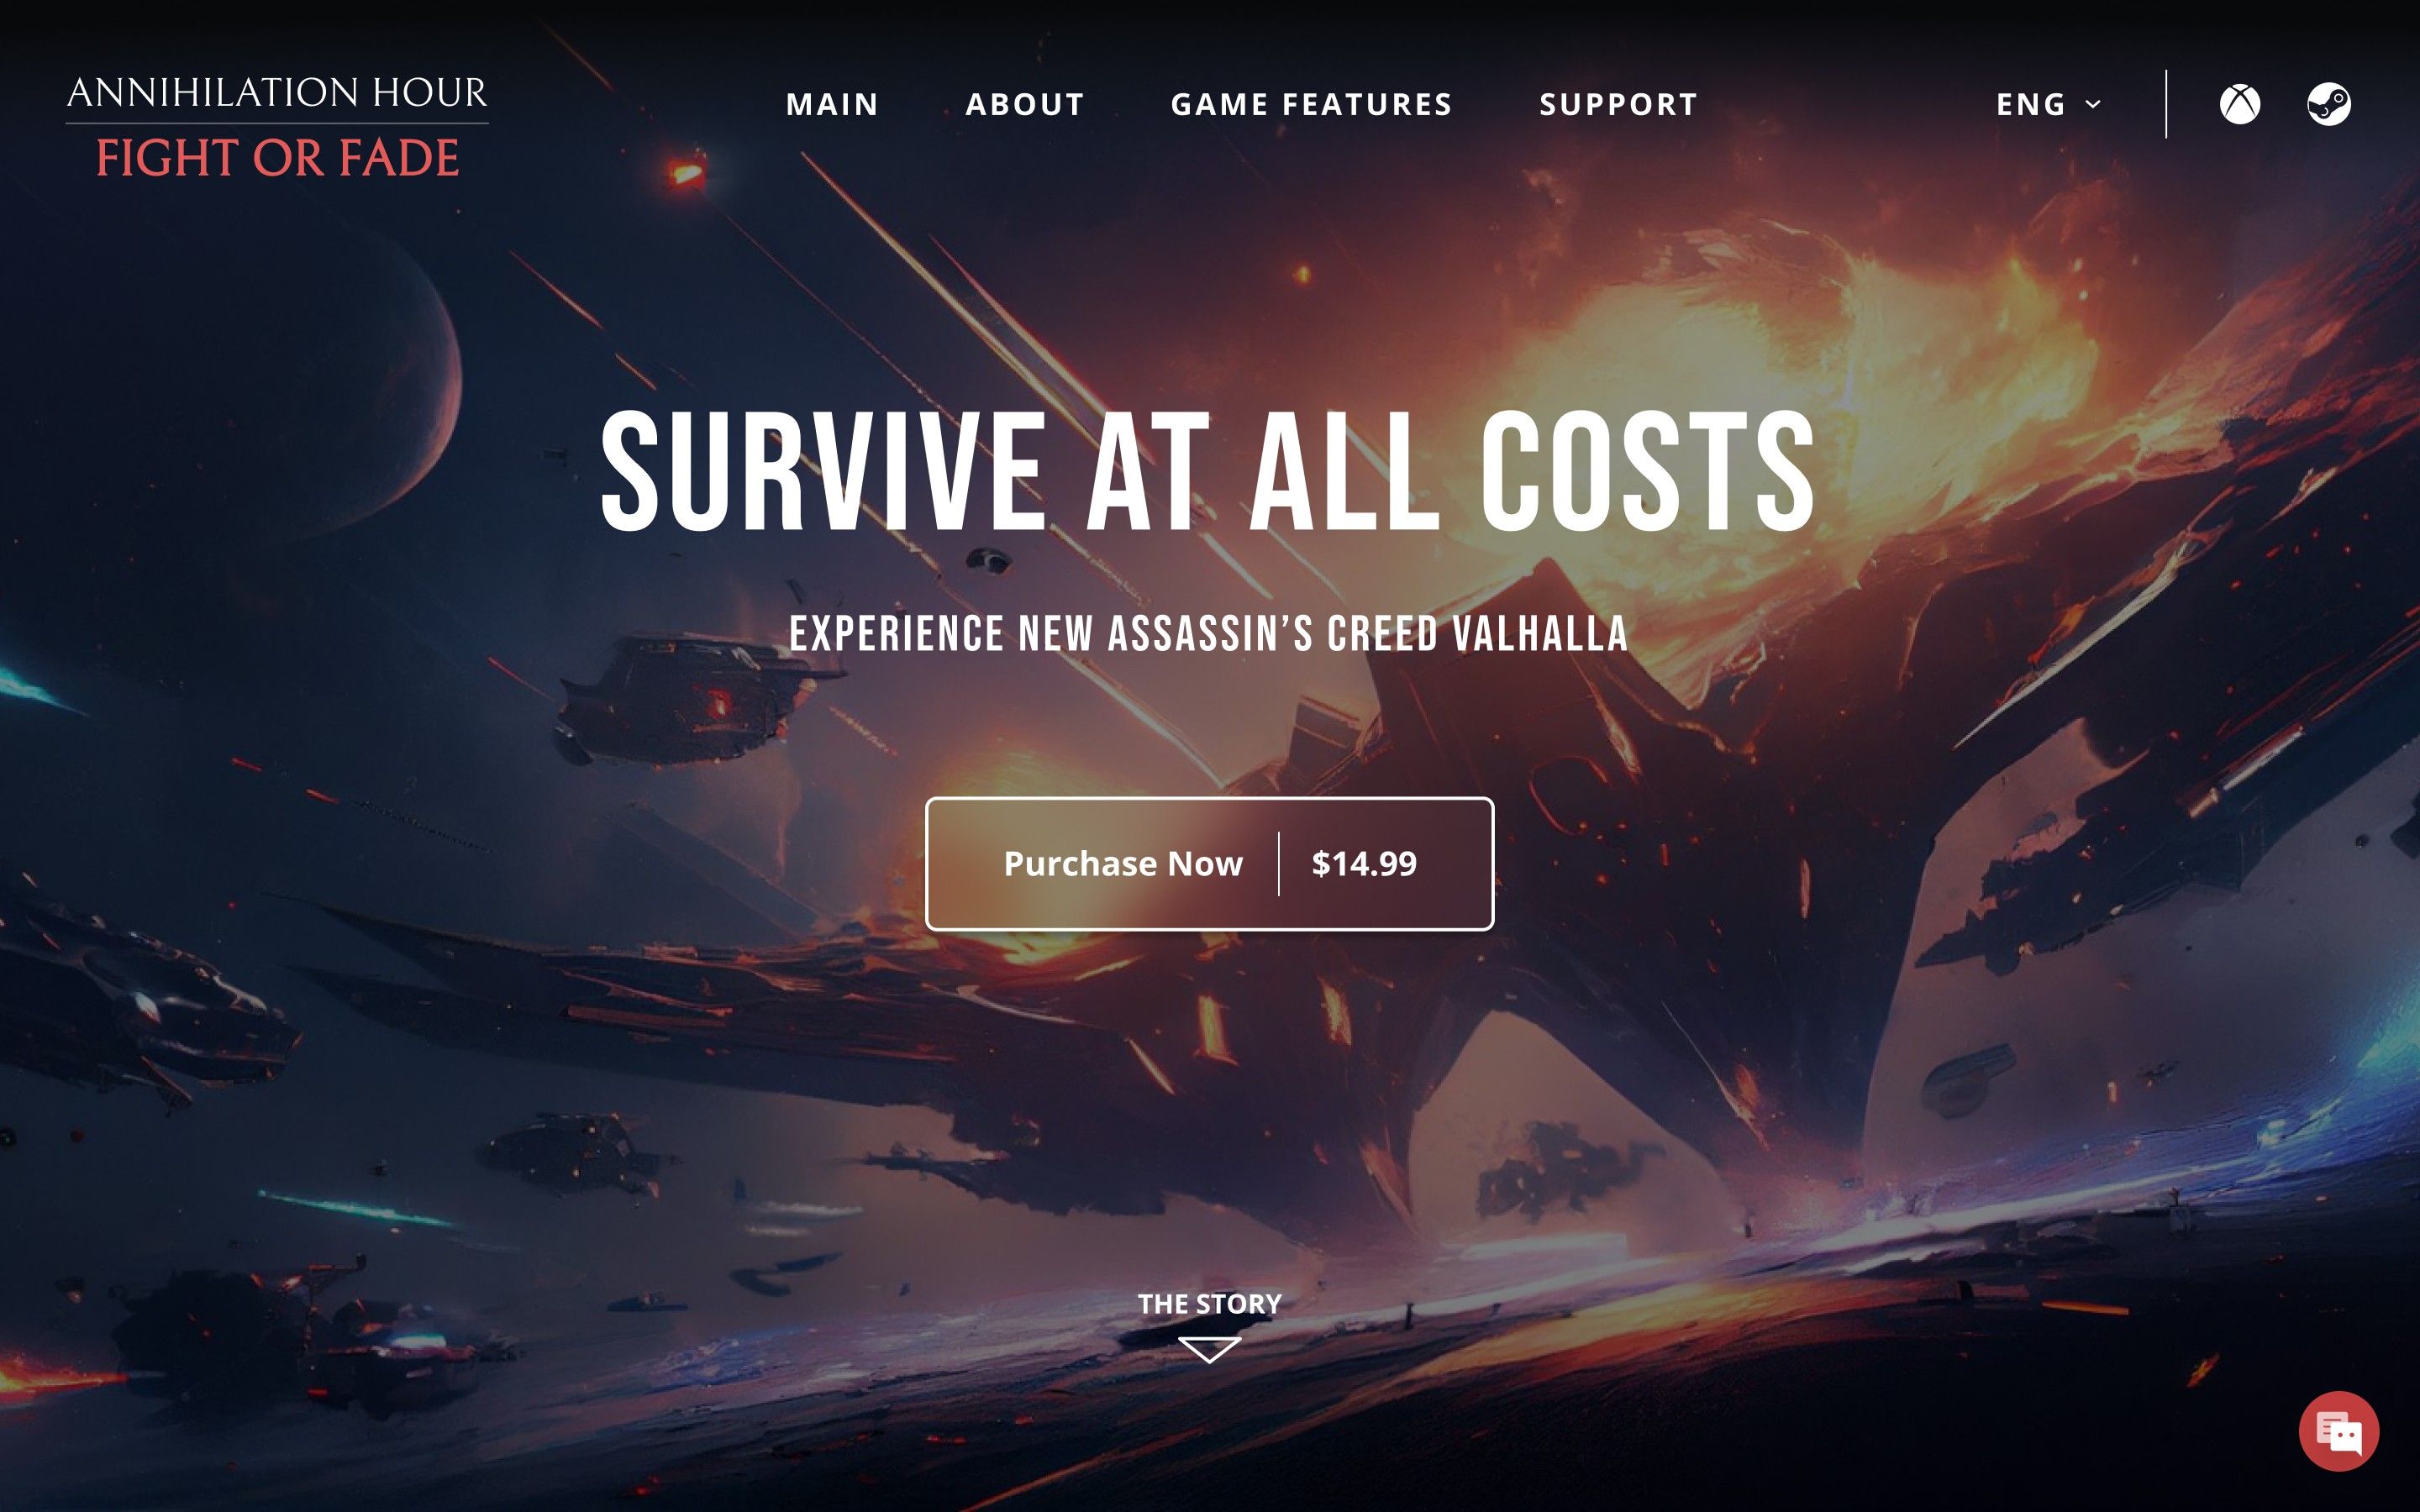 ANNIHILATION HOUR
FIGHT OR FADE
MAIN ABOUT GAME FEATURES SUPPORT ENG
SURVIVE AT ALL COSTS
EXPERIENCE NEW ASSASSIN’S CREED VALHALLA
Purchase Now $14.99
THE STORY